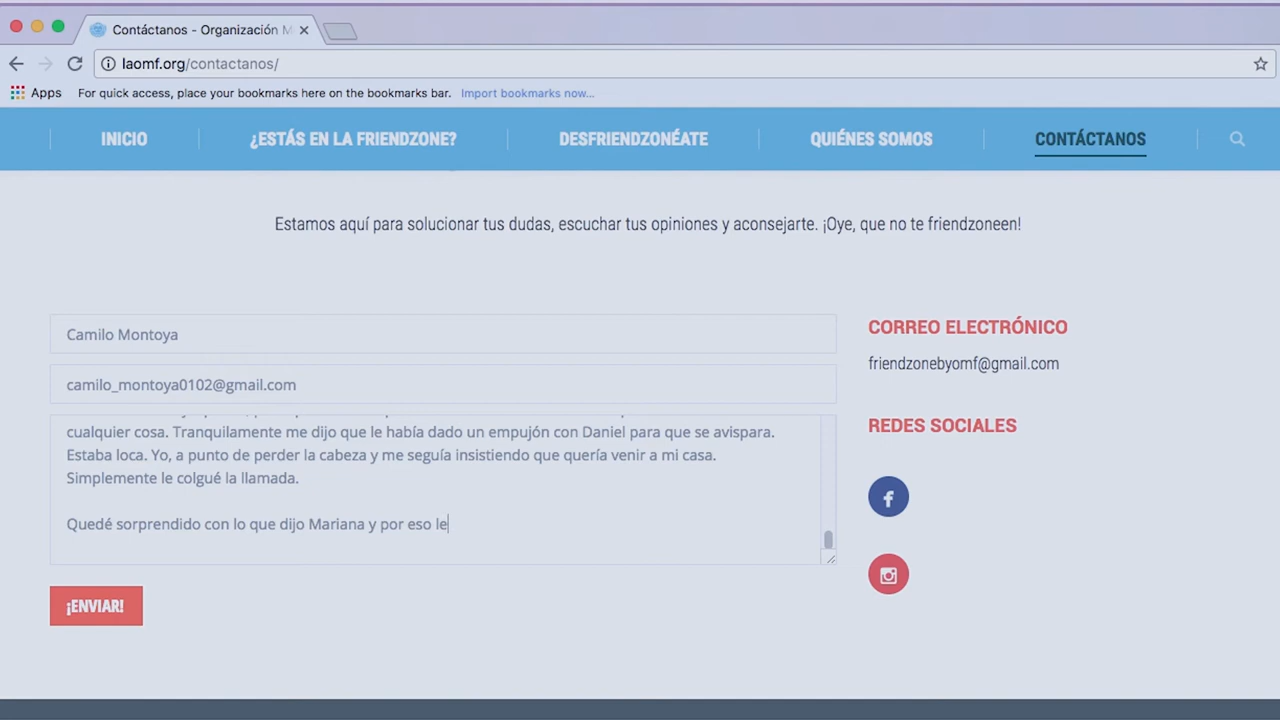 Contáctanos - Organización M
laomf.org/contactanos/
Apps For quick access, place your bookmarks here on the bookmarks bar. Import bookmarks now...
INICIO ¿ESTÁS EN LA FRIENDZONE? DESFRIENDZONÉATE QUIÉNES SOMOS CONTÁCTANOS
Estamos aquí para solucionar tus dudas, escuchar tus opiniones y aconsejarte. ¡Oye, que no te friendzoneen!
Camilo Montoya
camilo_montoya0102@gmail.com
cualquier cosa. Tranquilamente me dijo que le había dado un empujón con Daniel para que se avispara.
Estaba loca. Yo, a punto de perder la cabeza y me seguía insistiendo que quería venir a mi casa.
Simplemente le colgué la llamada.
Quedé sorprendido con lo que dijo Mariana y por eso le
¡ENVIAR!
CORREO ELECTRÓNICO
friendzonebyomf@gmail.com
REDES SOCIALES